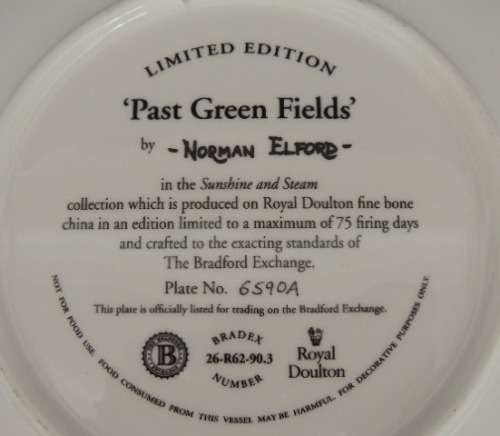 LIMITED EDITION
'Past Green Fields'
by -NORMAN ELFORD-
in the Sunshine and Steam
collection which is produced on Royal Doulton fine bone
china in an edition limited to a maximum of 75 firing days
and crafted to the exacting standards of
The Bradford Exchange.
Plate No. 6590A
This plate is officially listed for trading on the Bradford Exchange.
B
BRADEX
26-R62-90.3
NUMBER
Royal
Doulton
NOT FOR FOOD USE. FOOD CONSUMED FROM THIS VESSEL MAY BE HARMFUL. FOR DECORATIVE PURPOSES ONLY.